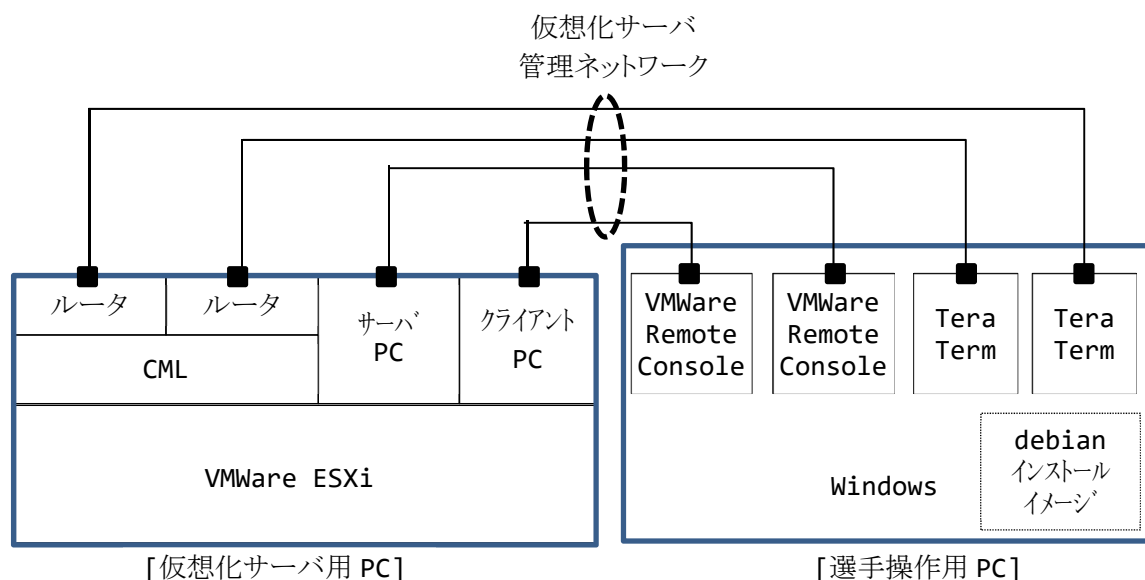 仮想化サーバ
管理ネットワーク
ルータ
ルータ
サーバ
PC
クライアント
PC
CML
VMWare ESXi
[仮想化サーバ用 PC]
VMWare
Remote
Console
VMWare
Remote
Console
Tera
Term
Tera
Term
Windows
debian
インストール
イメージ
[選手操作用 PC]